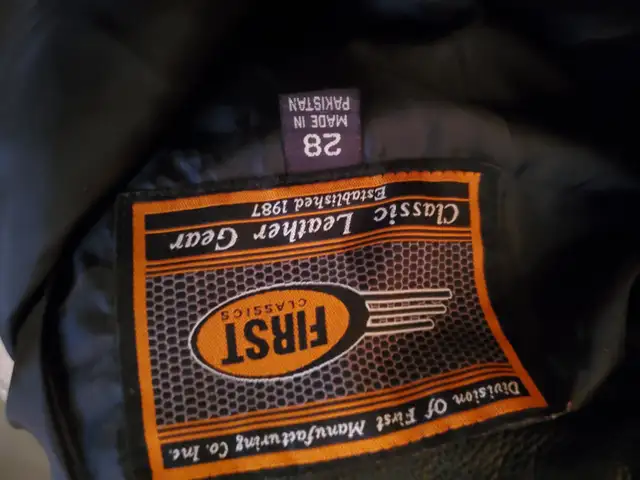 Division Of First Manufacturing Co. Inc.
FIRST
CLASSICS
Classic Leather Gear
Established 1987
28
MADE IN
PAKISTAN